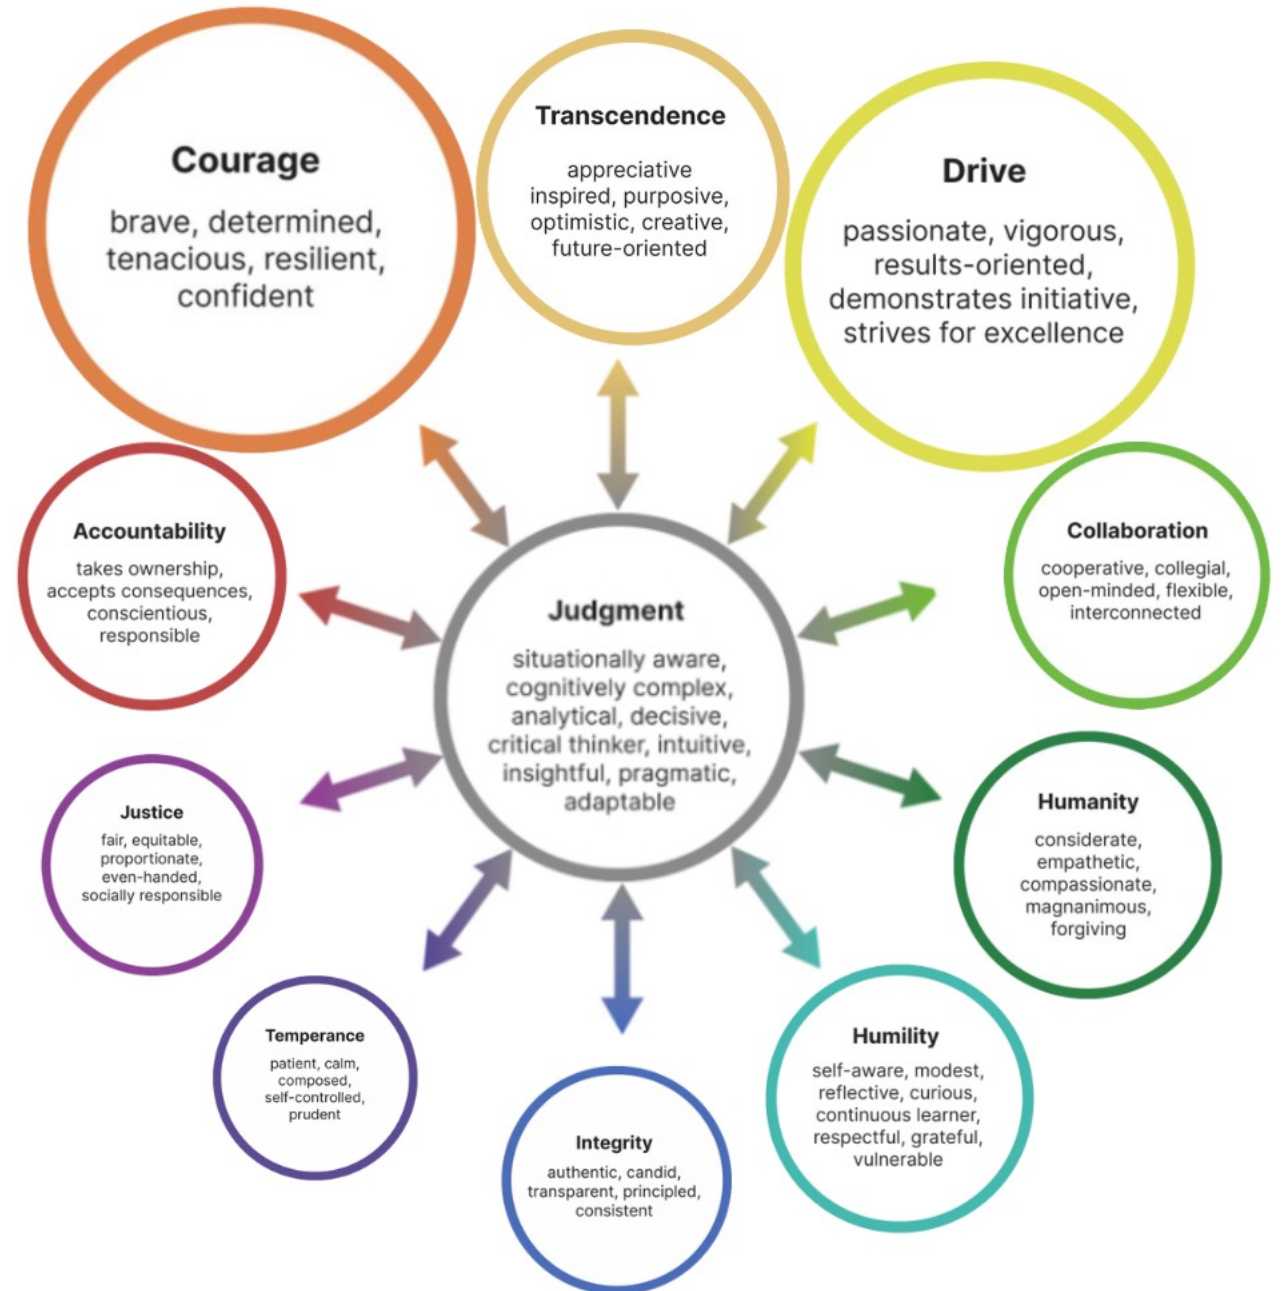 Courage
brave, determined,
tenacious, resilient,
confident
Transcendence
appreciative
inspired, purposive,
optimistic, creative,
future-oriented
Drive
passionate, vigorous,
results-oriented,
demonstrates initiative,
strives for excellence
Accountability
takes ownership,
accepts consequences,
conscientious,
responsible
Judgment
situationally aware,
cognitively complex,
analytical, decisive,
critical thinker, intuitive,
insightful, pragmatic,
adaptable
Collaboration
cooperative, collegial,
open-minded, flexible,
interconnected
Justice
fair, equitable,
proportionate,
even-handed,
socially responsible
Humanity
considerate,
empathetic,
compassionate,
magnanimous,
forgiving
Temperance
patient, calm,
composed,
self-controlled,
prudent
Integrity
authentic, candid,
transparent, principled,
consistent
Humility
self-aware, modest,
reflective, curious,
continuous learner,
respectful, grateful,
vulnerable